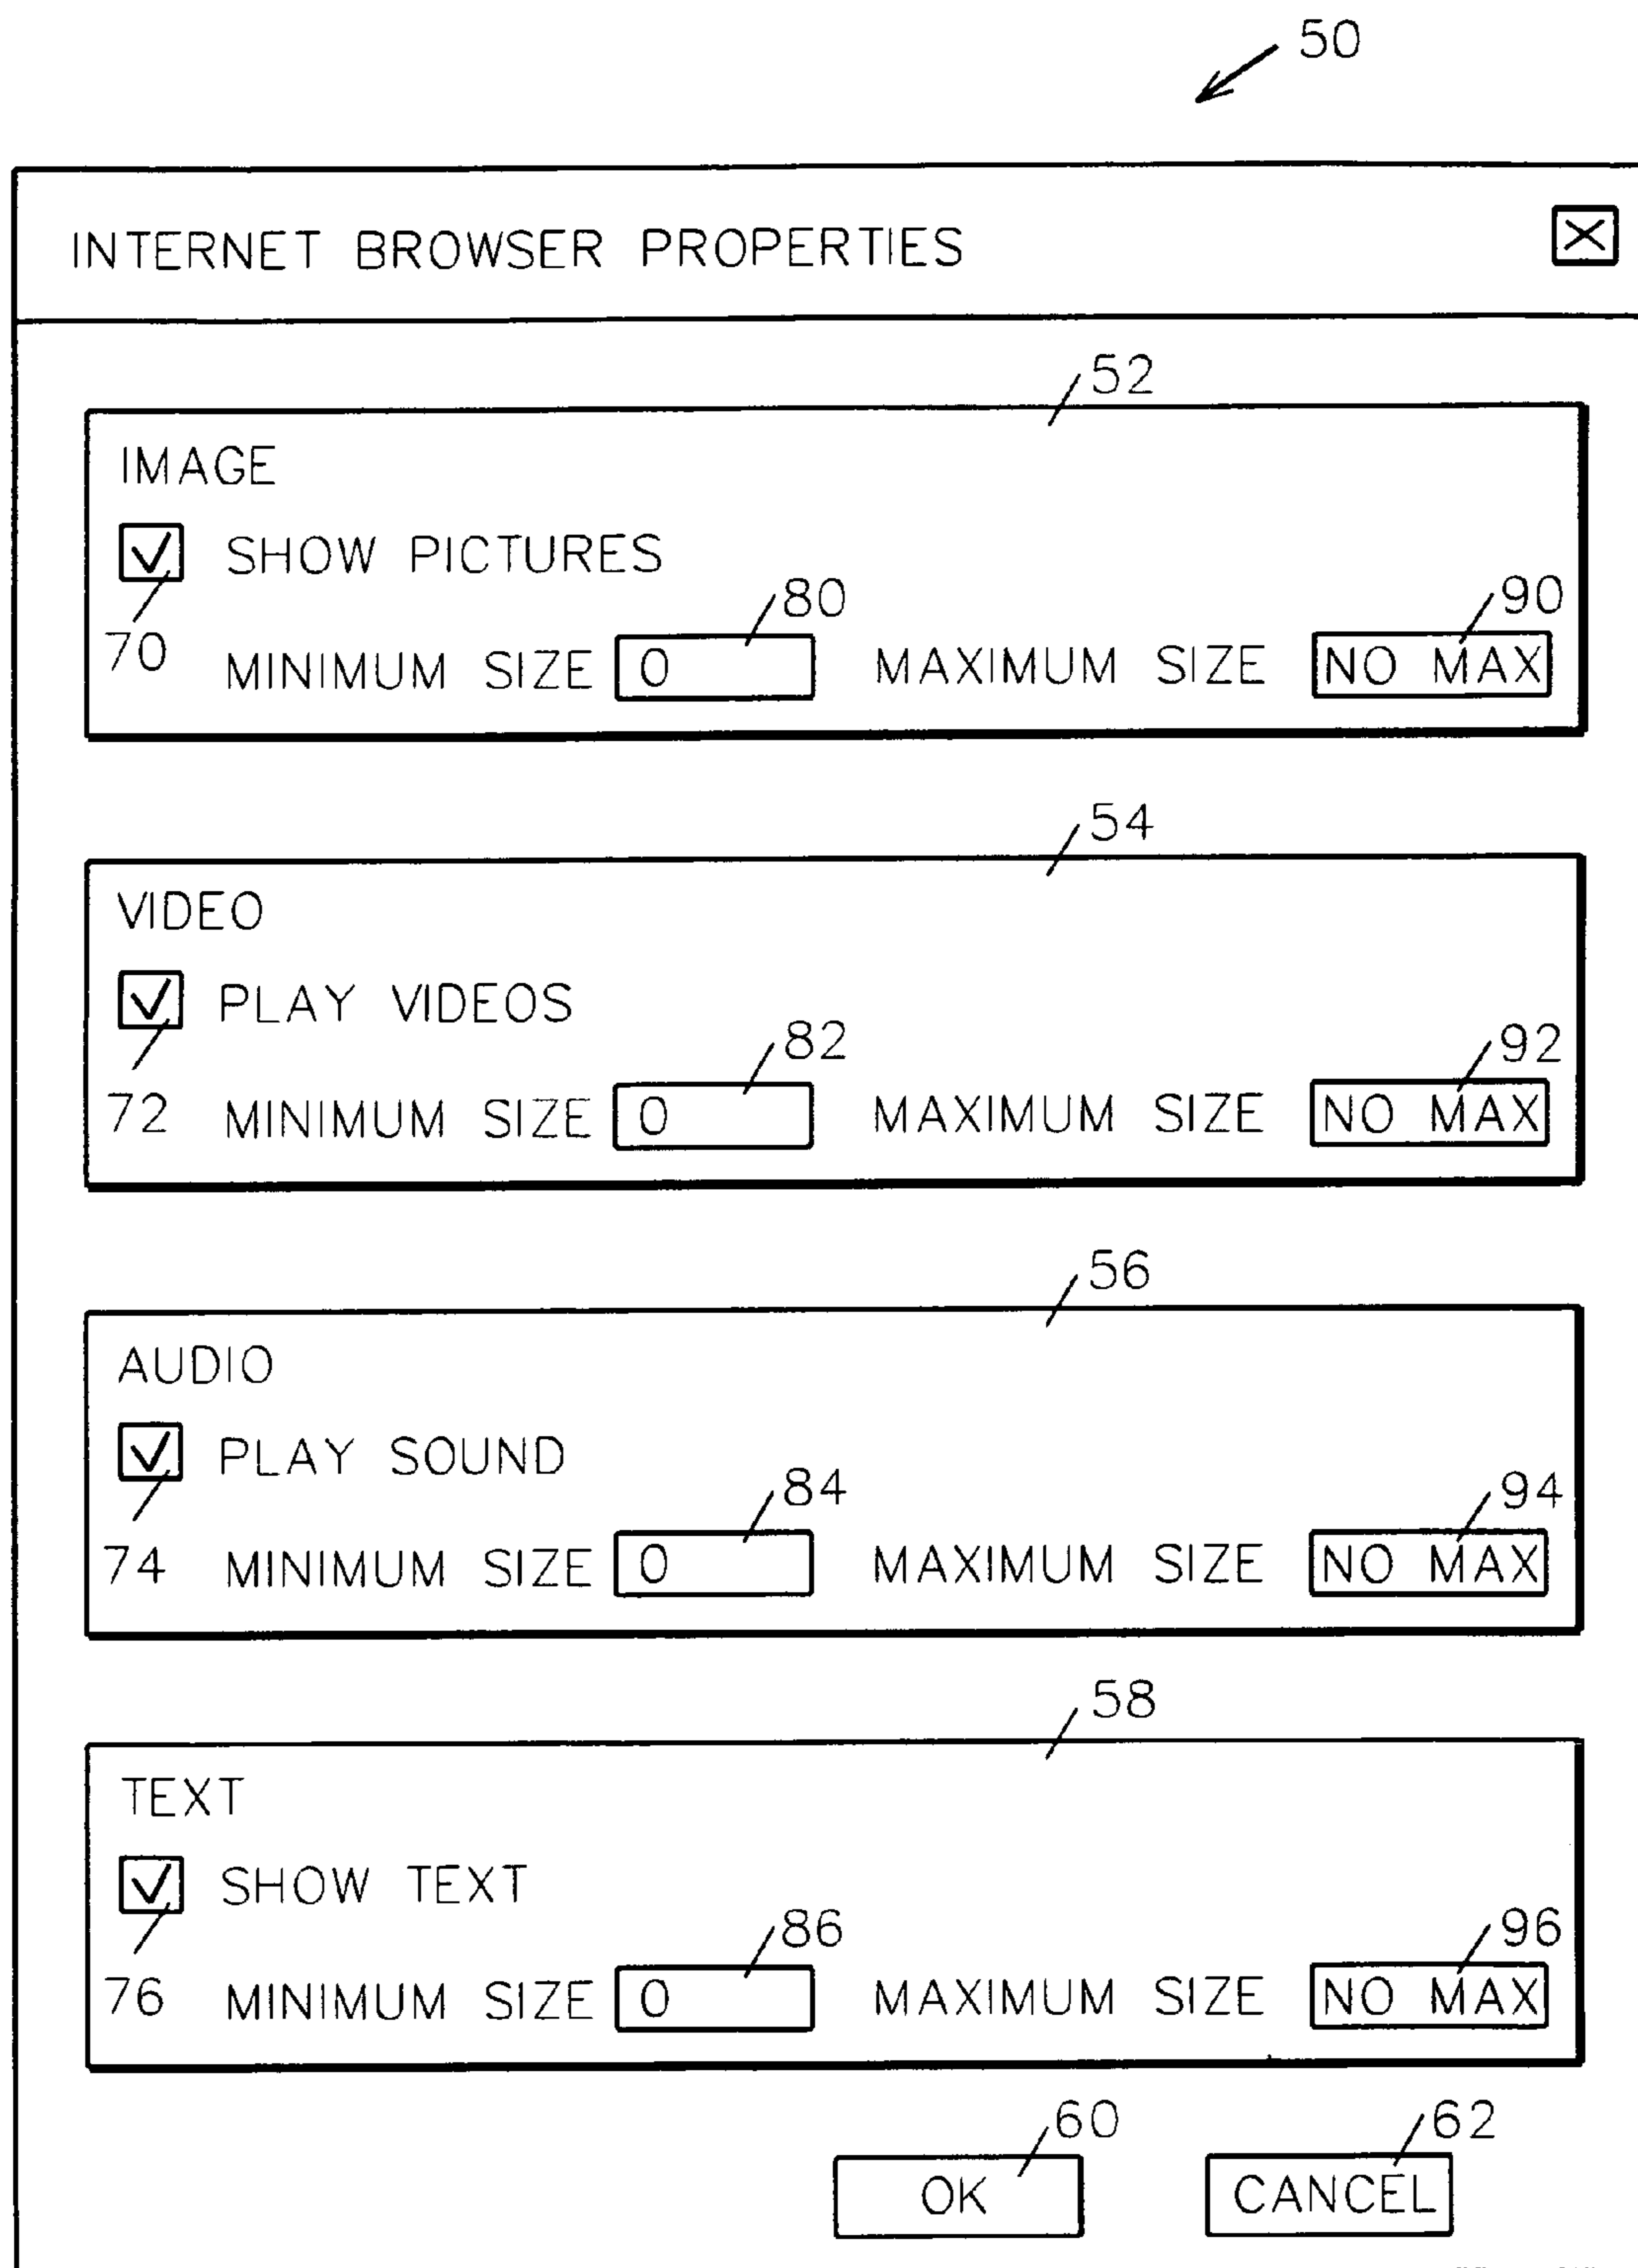 50
INTERNET BROWSER PROPERTIES
52
IMAGE
SHOW PICTURES
70
80
90
MINIMUM SIZE 0 MAXIMUM SIZE NO MAX
54
VIDEO
PLAY VIDEOS
82
92
72 MINIMUM SIZE 0 MAXIMUM SIZE NO MAX
56
AUDIO
PLAY SOUND
84
94
74 MINIMUM SIZE 0 MAXIMUM SIZE NO MAX
58
TEXT
SHOW TEXT
86
96
76 MINIMUM SIZE 0 MAXIMUM SIZE NO MAX
60
62
OK CANCEL